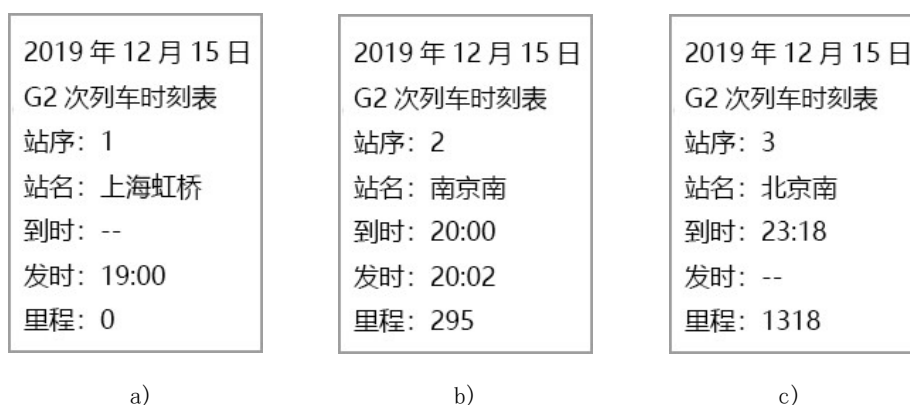 2019 年 12 月 15 日
G2 次列车时刻表
站序：1
站名：上海虹桥
到时：--
发时：19:00
里程：0
a)
2019 年 12 月 15 日
G2 次列车时刻表
站序：2
站名：南京南
到时：20:00
发时：20:02
里程：295
b)
2019 年 12 月 15 日
G2 次列车时刻表
站序：3
站名：北京南
到时：23:18
发时：--
里程：1318
c)